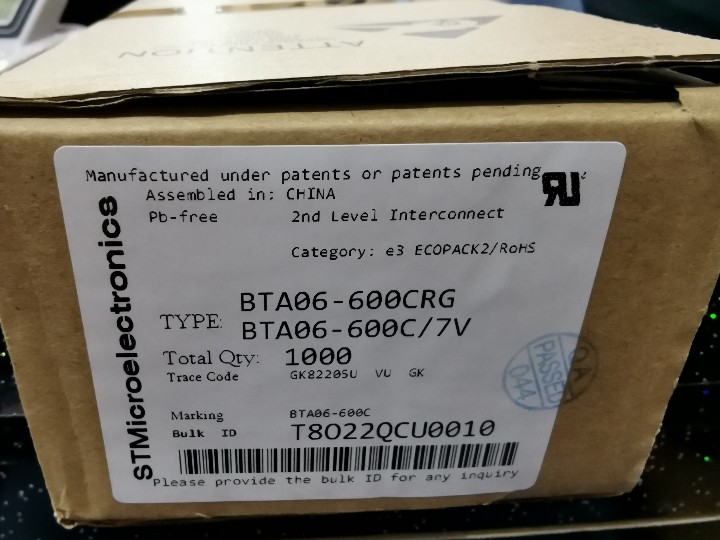 ATTENTION
Manufactured under patents or patents pending
Assembled in: CHINA
Pb-free 2nd Level Interconnect
Category: e3 ECOPACK2/RoHS
STMicroelectronics
TYPE: BTA06-600CRG
BTA06-600C/7V
Total Qty: 1000
Trace Code GK8220SU VU GK
Marking BTA06-600C
Bulk ID T8O22QCU0010
Please provide the bulk ID for any inquiry
QA
PASSED
044